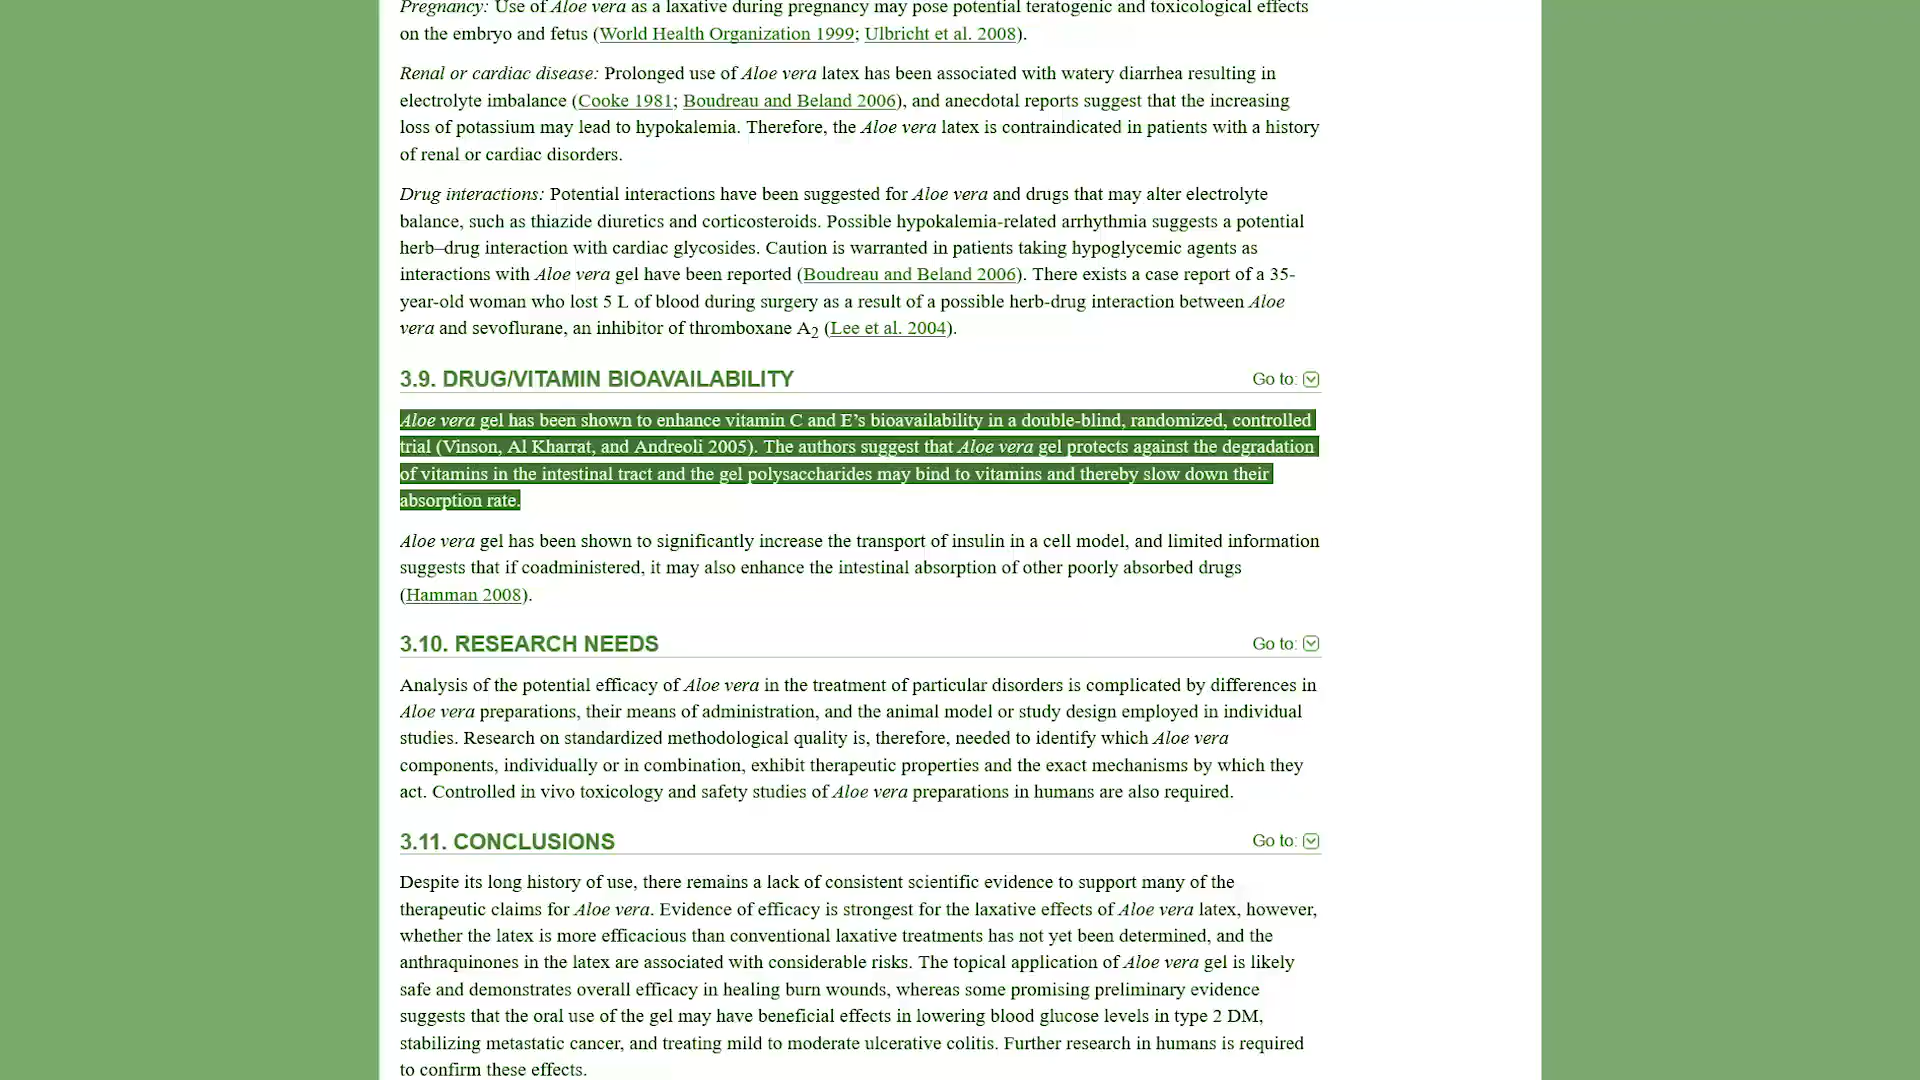 Pregnancy: Use of Aloe vera as a laxative during pregnancy may pose potential teratogenic and toxicological effects
on the embryo and fetus (World Health Organization 1999; Ulbricht et al. 2008).
Renal or cardiac disease: Prolonged use of Aloe vera latex has been associated with watery diarrhea resulting in
electrolyte imbalance (Cooke 1981; Boudreau and Beland 2006), and anecdotal reports suggest that the increasing
loss of potassium may lead to hypokalemia. Therefore, the Aloe vera latex is contraindicated in patients with a history
of renal or cardiac disorders.
Drug interactions: Potential interactions have been suggested for Aloe vera and drugs that may alter electrolyte
balance, such as thiazide diuretics and corticosteroids. Possible hypokalemia-related arrhythmia suggests a potential
herb–drug interaction with cardiac glycosides. Caution is warranted in patients taking hypoglycemic agents as
interactions with Aloe vera gel have been reported (Boudreau and Beland 2006). There exists a case report of a 35-
year-old woman who lost 5 L of blood during surgery as a result of a possible herb-drug interaction between Aloe
vera and sevoflurane, an inhibitor of thromboxane A2 (Lee et al. 2004).
3.9. DRUG/VITAMIN BIOAVAILABILITY Go to:
Aloe vera gel has been shown to enhance vitamin C and E’s bioavailability in a double-blind, randomized, controlled
trial (Vinson, Al Kharrat, and Andreoli 2005). The authors suggest that Aloe vera gel protects against the degradation
of vitamins in the intestinal tract and the gel polysaccharides may bind to vitamins and thereby slow down their
absorption rate.
Aloe vera gel has been shown to significantly increase the transport of insulin in a cell model, and limited information
suggests that if coadministered, it may also enhance the intestinal absorption of other poorly absorbed drugs
(Hamman 2008).
3.10. RESEARCH NEEDS Go to:
Analysis of the potential efficacy of Aloe vera in the treatment of particular disorders is complicated by differences in
Aloe vera preparations, their means of administration, and the animal model or study design employed in individual
studies. Research on standardized methodological quality is, therefore, needed to identify which Aloe vera
components, individually or in combination, exhibit therapeutic properties and the exact mechanisms by which they
act. Controlled in vivo toxicology and safety studies of Aloe vera preparations in humans are also required.
3.11. CONCLUSIONS Go to:
Despite its long history of use, there remains a lack of consistent scientific evidence to support many of the
therapeutic claims for Aloe vera. Evidence of efficacy is strongest for the laxative effects of Aloe vera latex, however,
whether the latex is more efficacious than conventional laxative treatments has not yet been determined, and the
anthraquinones in the latex are associated with considerable risks. The topical application of Aloe vera gel is likely
safe and demonstrates overall efficacy in healing burn wounds, whereas some promising preliminary evidence
suggests that the oral use of the gel may have beneficial effects in lowering blood glucose levels in type 2 DM,
stabilizing metastatic cancer, and treating mild to moderate ulcerative colitis. Further research in humans is required
to confirm these effects.